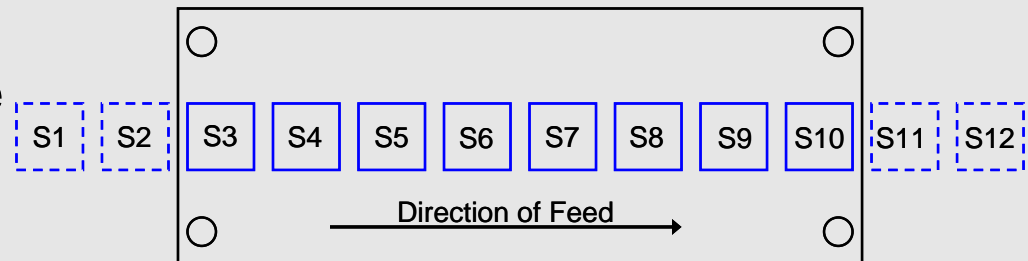 S1 S2 S3 S4 S5 S6 S7 S8 S9 S10 S11 S12
Direction of Feed